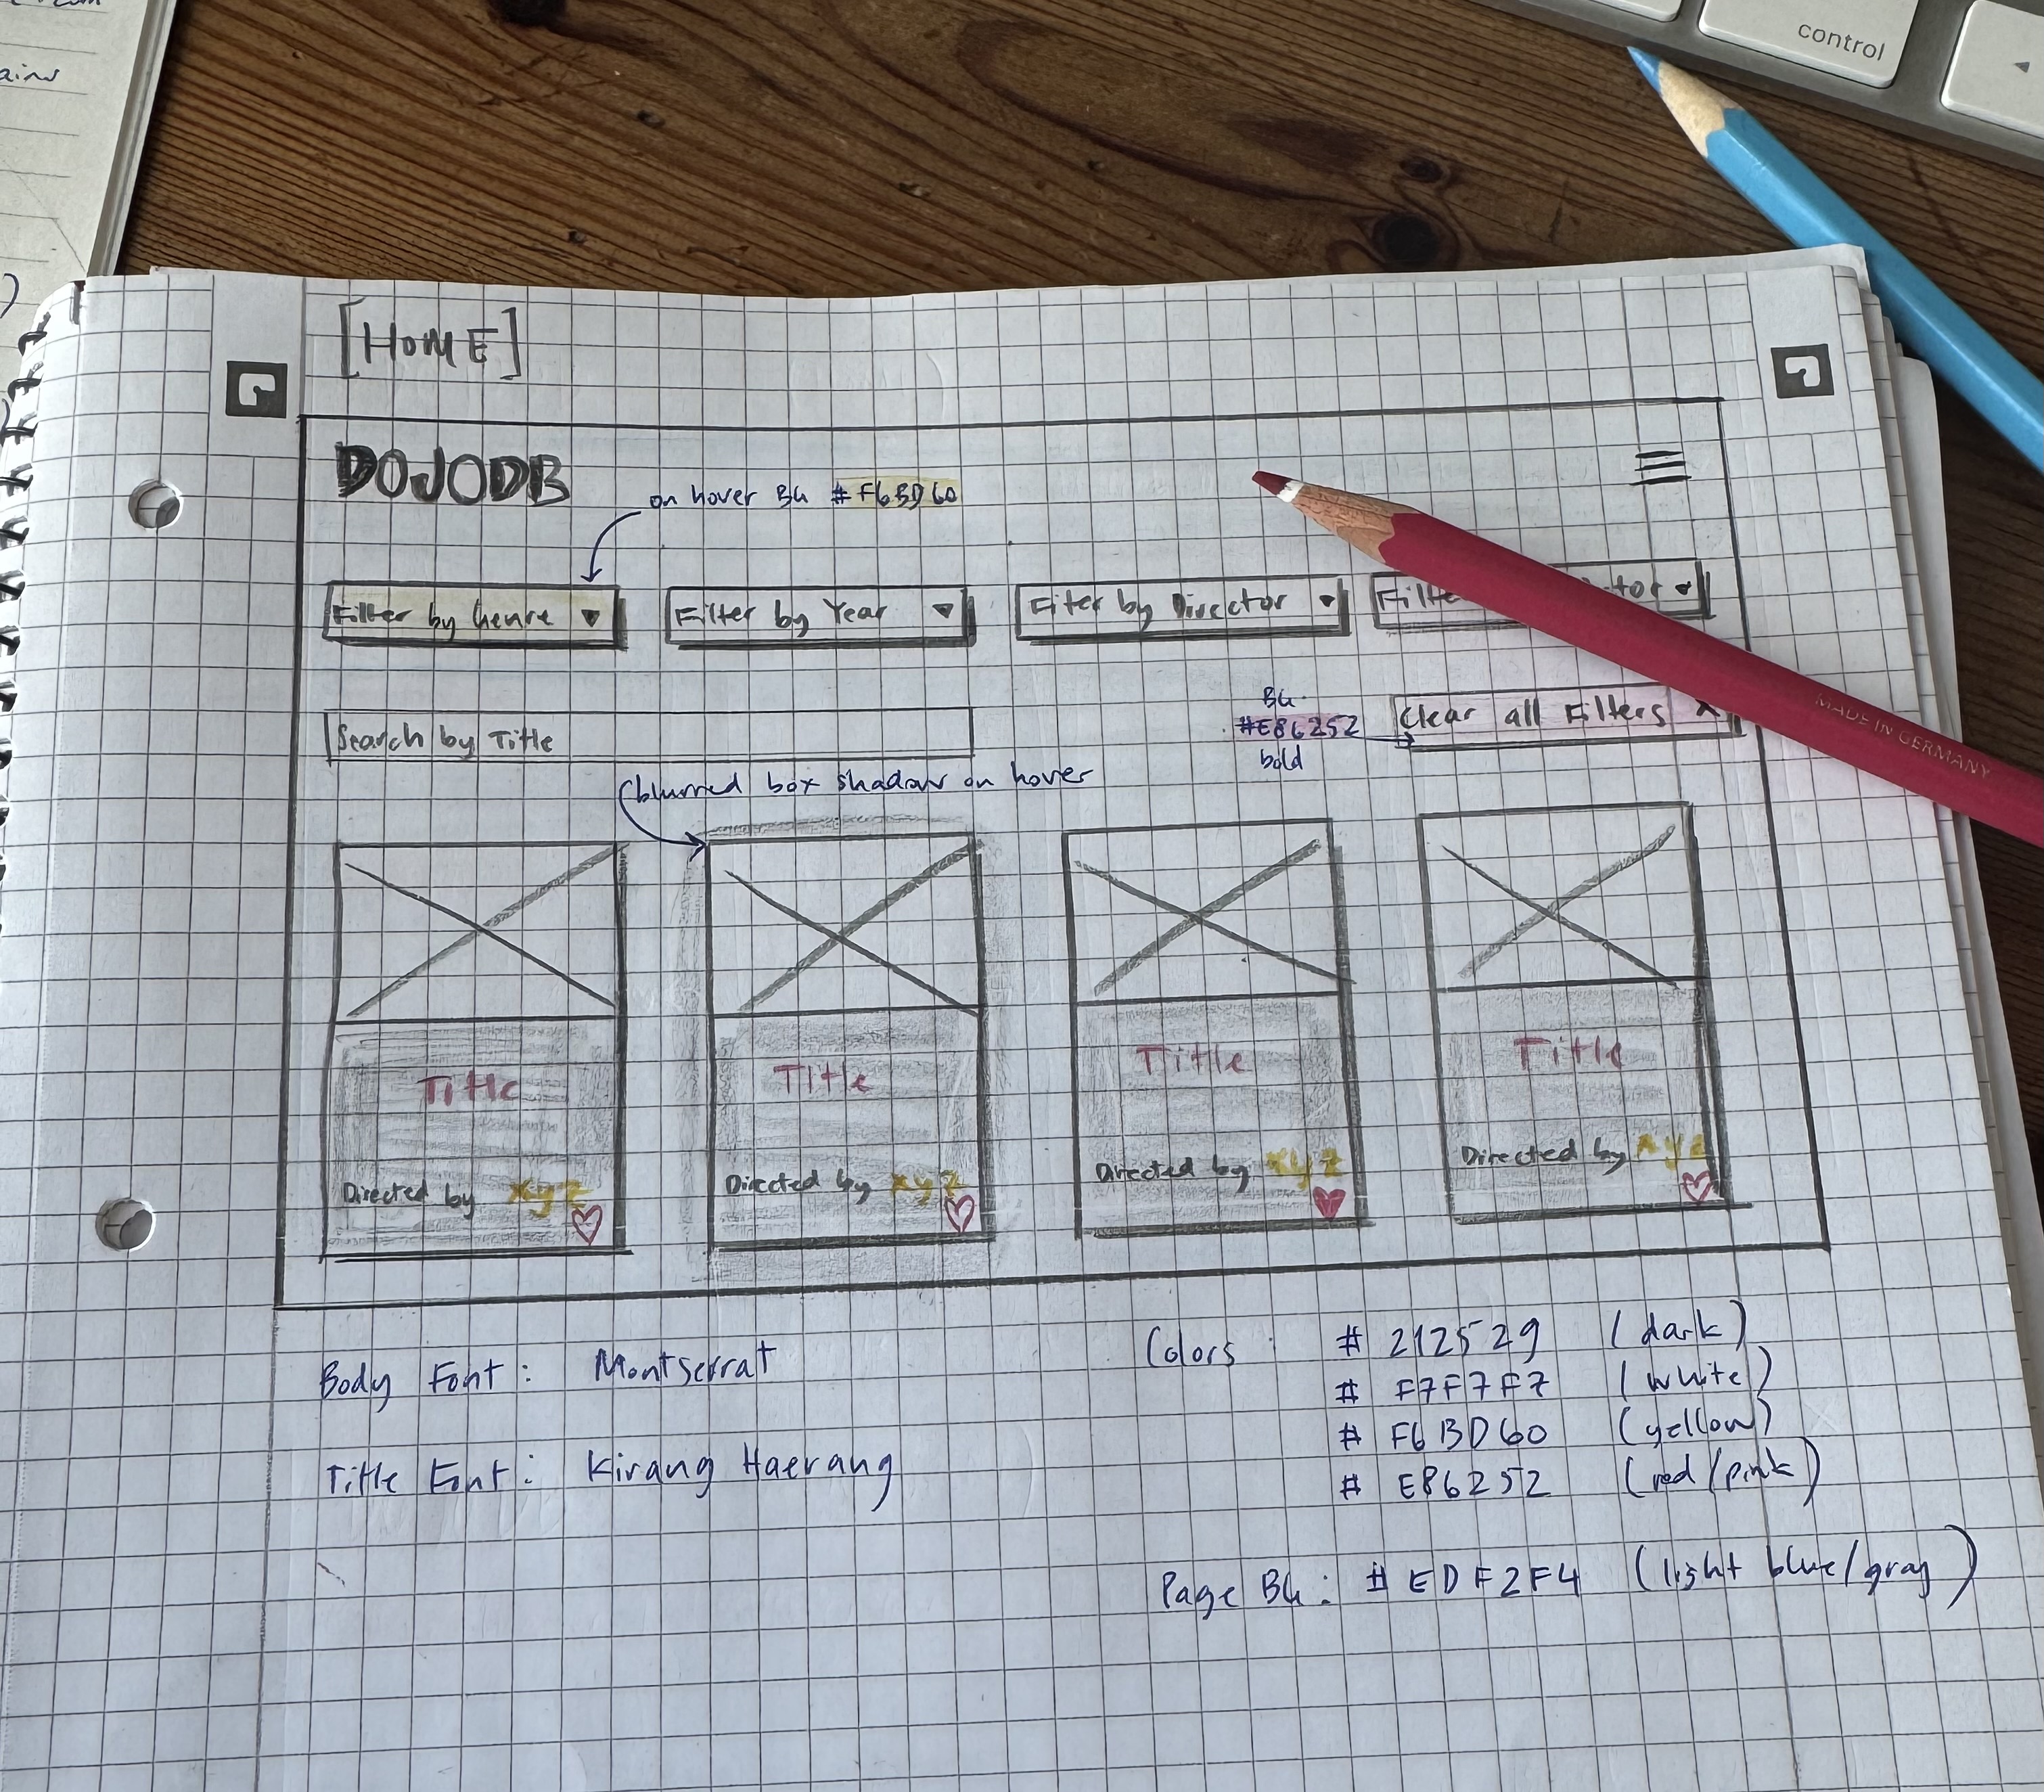 control
[HOME]
DOJODB
on hover BG #F6BD60
Filter by Genre
Filter by Year
Fiter by Director
MADE IN GERMANY
BG
#E86252
bold
Clear all Filters X
Search by Title
blurred box shadow on hover
Title
Title
Title
Title
Directed by xyz
Directed by xyz
Directed by xyz
Directed by xyz
Body Font: Montserrat
Title Font: Kirang Haerang
Colors: # 212529 (dark)
# F7F7F7 (white)
# F6BD60 (yellow)
# E86252 (red/pink)
Page BG: # EDF2F4 (light blue/gray)